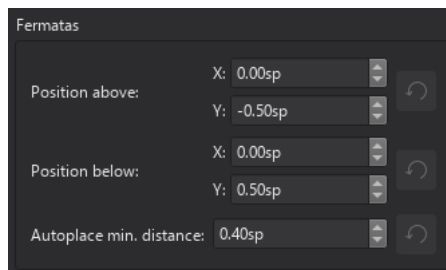 Fermatas
Position above:
X: 0.00sp
Y: -0.50sp
Position below:
X: 0.00sp
Y: 0.50sp
Autoplace min. distance: 0.40sp